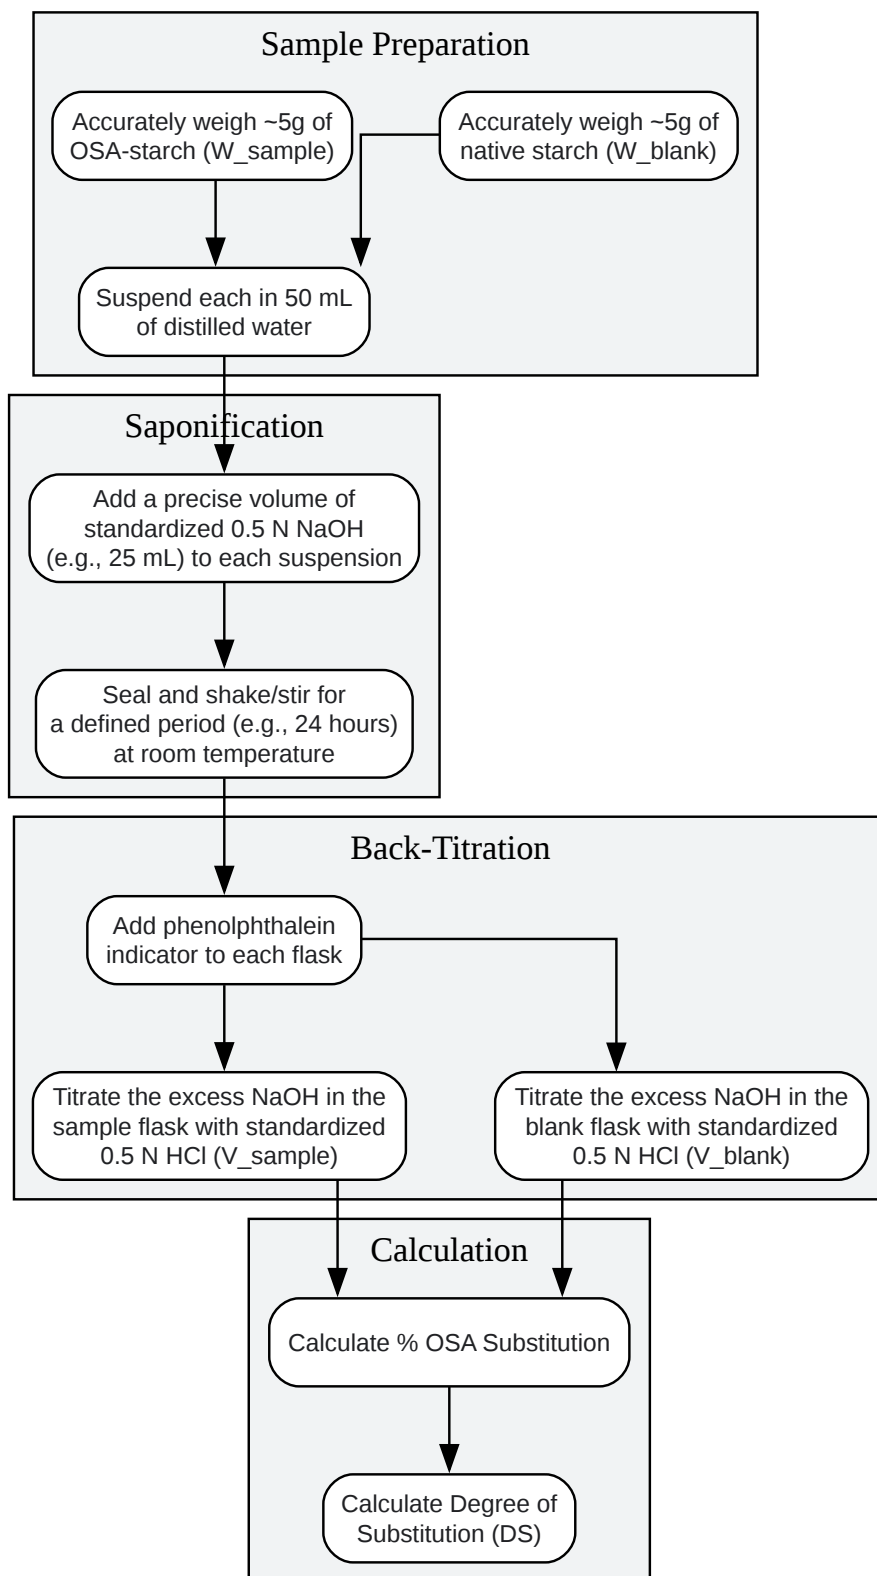 Sample Preparation
Accurately weigh ~5g of
OSA-starch (W_sample)
Accurately weigh ~5g of
native starch (W_blank)
Suspend each in 50 mL
of distilled water
Saponification
Add a precise volume of
standardized 0.5 N NaOH
(e.g., 25 mL) to each suspension
Seal and shake/stir for
a defined period (e.g., 24 hours)
at room temperature
Back-Titration
Add phenolphthalein
indicator to each flask
Titrate the excess NaOH in the
sample flask with standardized
0.5 N HCl (V_sample)
Titrate the excess NaOH in the
blank flask with standardized
0.5 N HCl (V_blank)
Calculation
Calculate % OSA Substitution
Calculate Degree of
Substitution (DS)